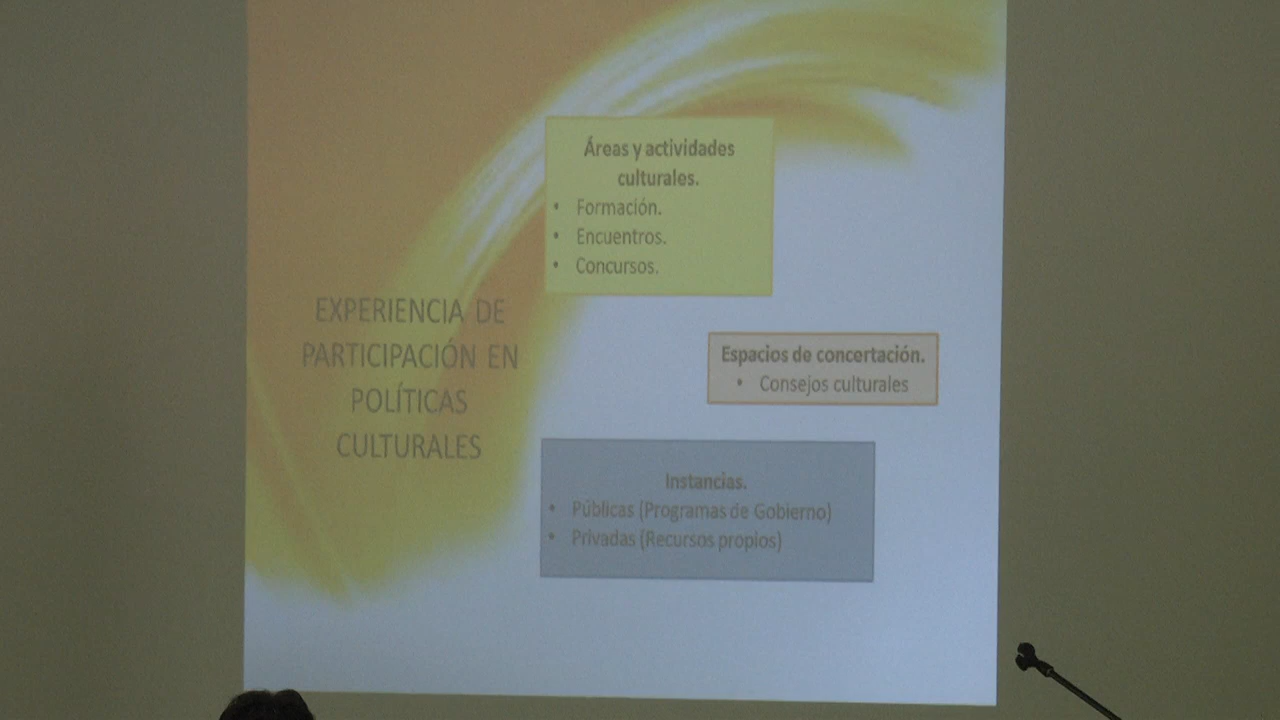 EXPERIENCIA DE
PARTICIPACIÓN EN
POLÍTICAS
CULTURALES
Áreas y actividades
culturales.
• Formación.
• Encuentros.
• Concursos.
Espacios de concertación.
• Consejos culturales
Instancias.
• Públicas (Programas de Gobierno)
• Privadas (Recursos propios)